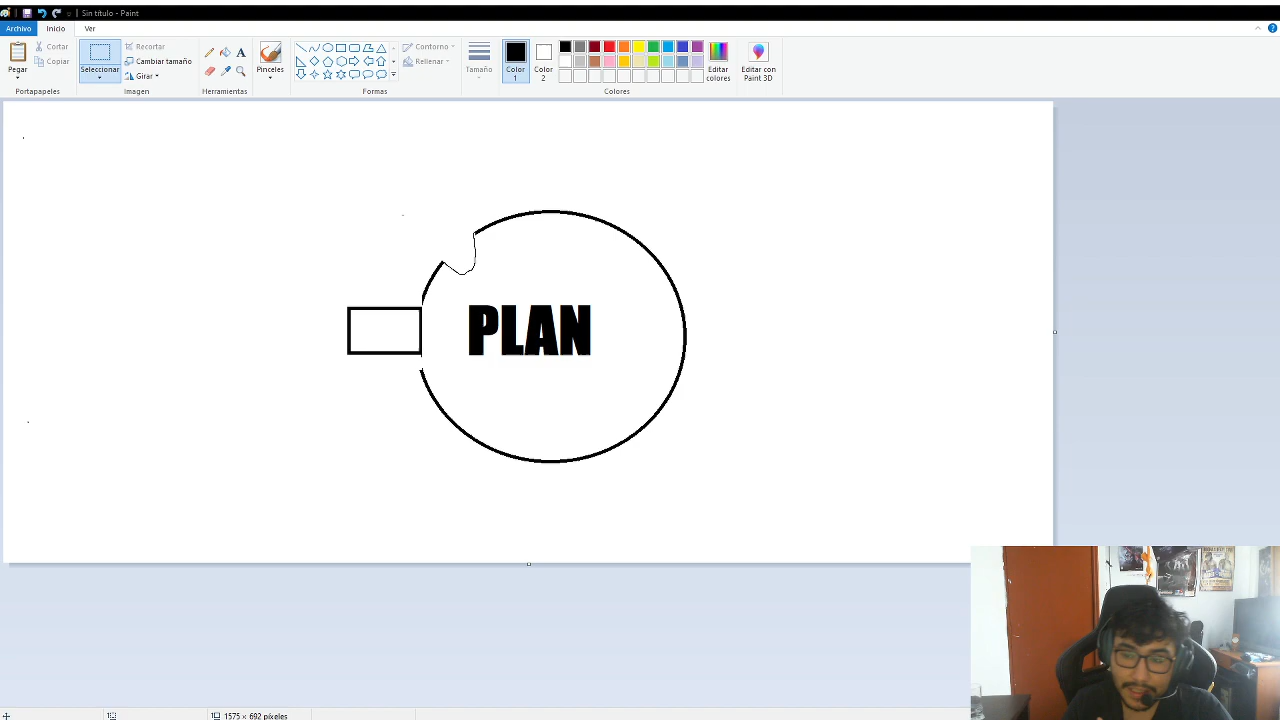 Sin título - Paint
Archivo Inicio Ver
Pegar
Cortar
Copiar
Portapapeles
Seleccionar
Recortar
Cambiar tamaño
Girar
Imagen
A
Herramientas
Pinceles
Contorno
Rellenar
Formas
Tamaño
Color
1
Color
2
Editar
colores
Editar con
Paint 3D
Colores
PLAN
1575 × 692 píxeles